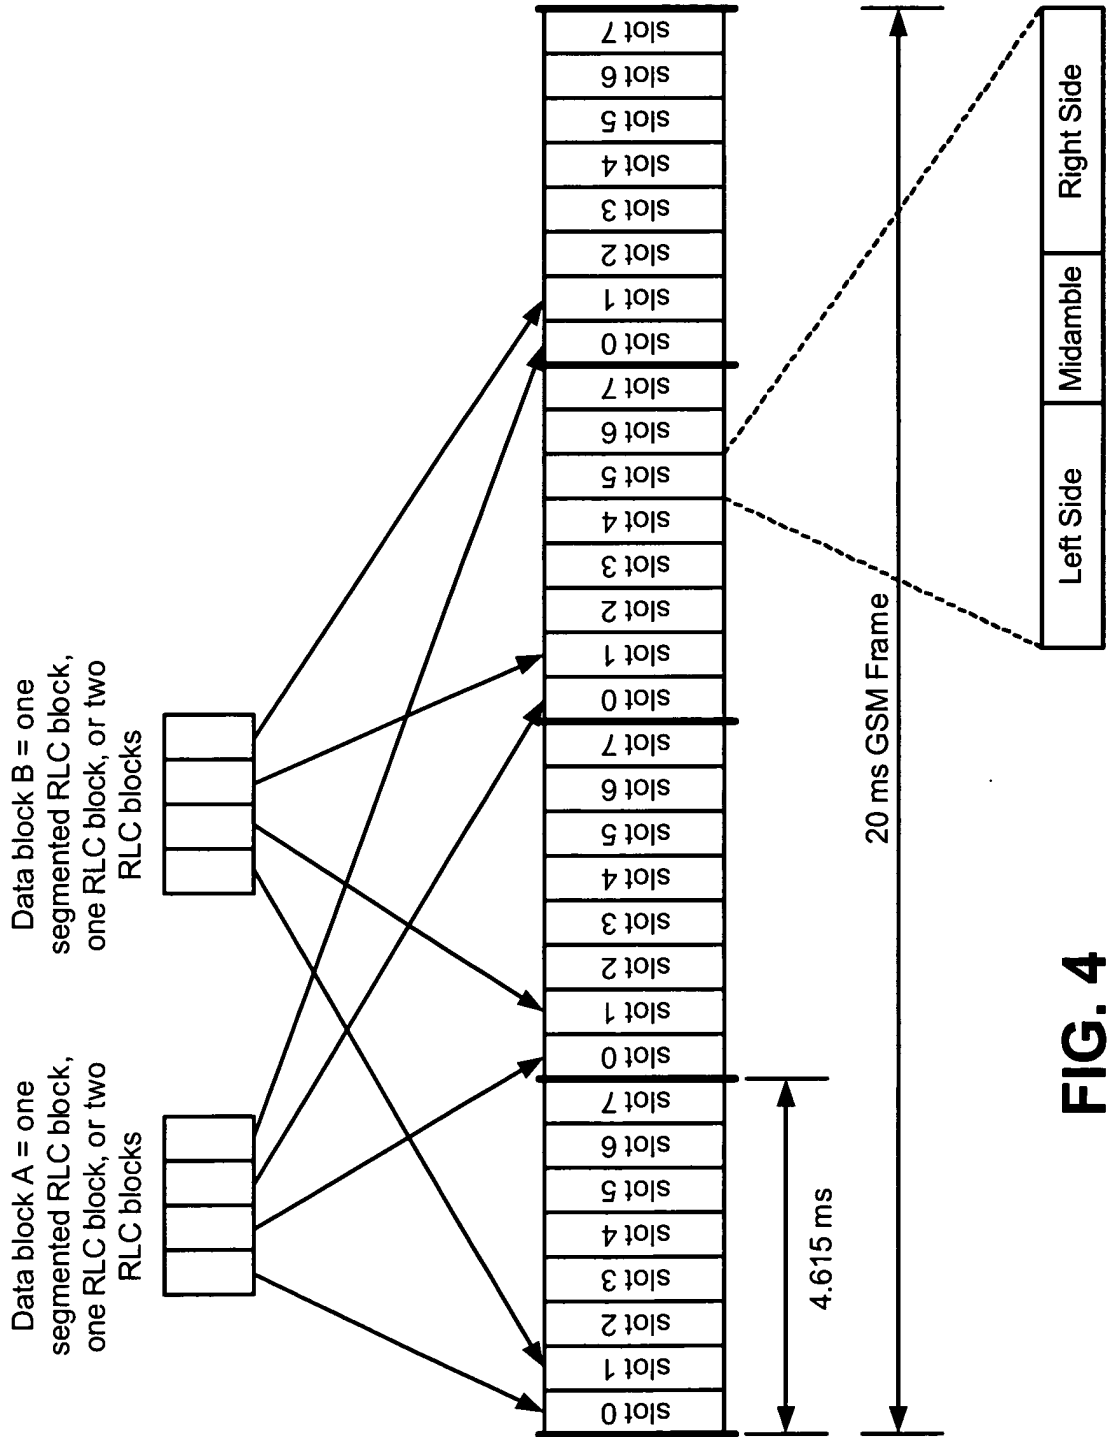 Data block A = one
segmented RLC block,
one RLC block, or two
RLC blocks
Data block B = one
segmented RLC block,
one RLC block, or two
RLC blocks
slot 0
slot 1
slot 2
slot 3
slot 4
slot 5
slot 6
slot 7
slot 0
slot 1
slot 2
slot 3
slot 4
slot 5
slot 6
slot 7
slot 0
slot 1
slot 2
slot 3
slot 4
slot 5
slot 6
slot 7
slot 0
slot 1
slot 2
slot 3
slot 4
slot 5
slot 6
slot 7
4.615 ms
20 ms GSM Frame
Left Side
Midamble
Right Side
FIG. 4